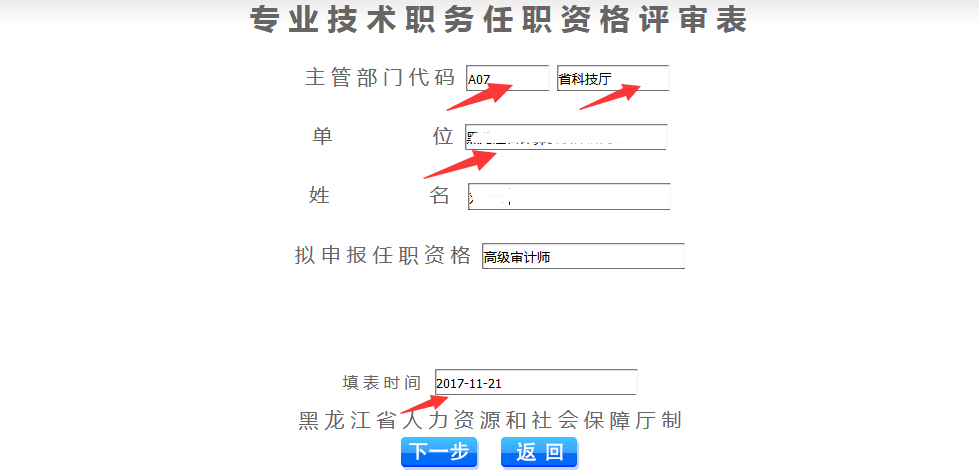 专业技术职务任职资格评审表
主管部门代码 A07 省科技厅
单 位
姓 名
拟申报任职资格 高级审计师
填表时间 2017-11-21
黑龙江省人力资源和社会保障厅制
下一步 返 回